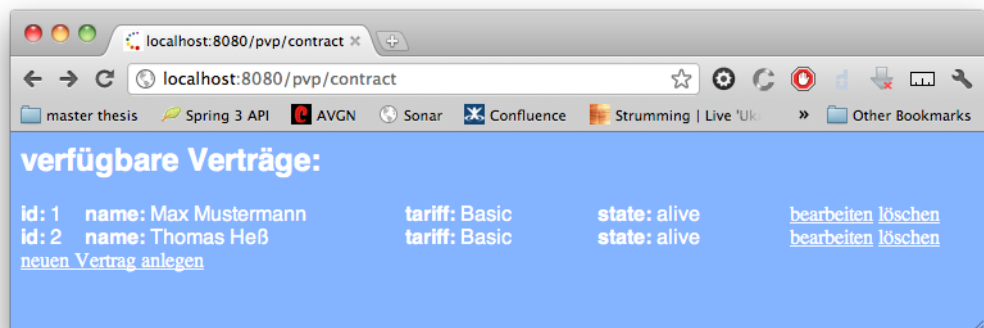 localhost:8080/pvp/contract
localhost:8080/pvp/contract
master thesis Spring 3 API AVGN Sonar Confluence Strumming | Live 'Uk » Other Bookmarks
verfügbare Verträge:
id: 1 name: Max Mustermann tariff: Basic state: alive bearbeiten löschen
id: 2 name: Thomas Heß tariff: Basic state: alive bearbeiten löschen
neuen Vertrag anlegen